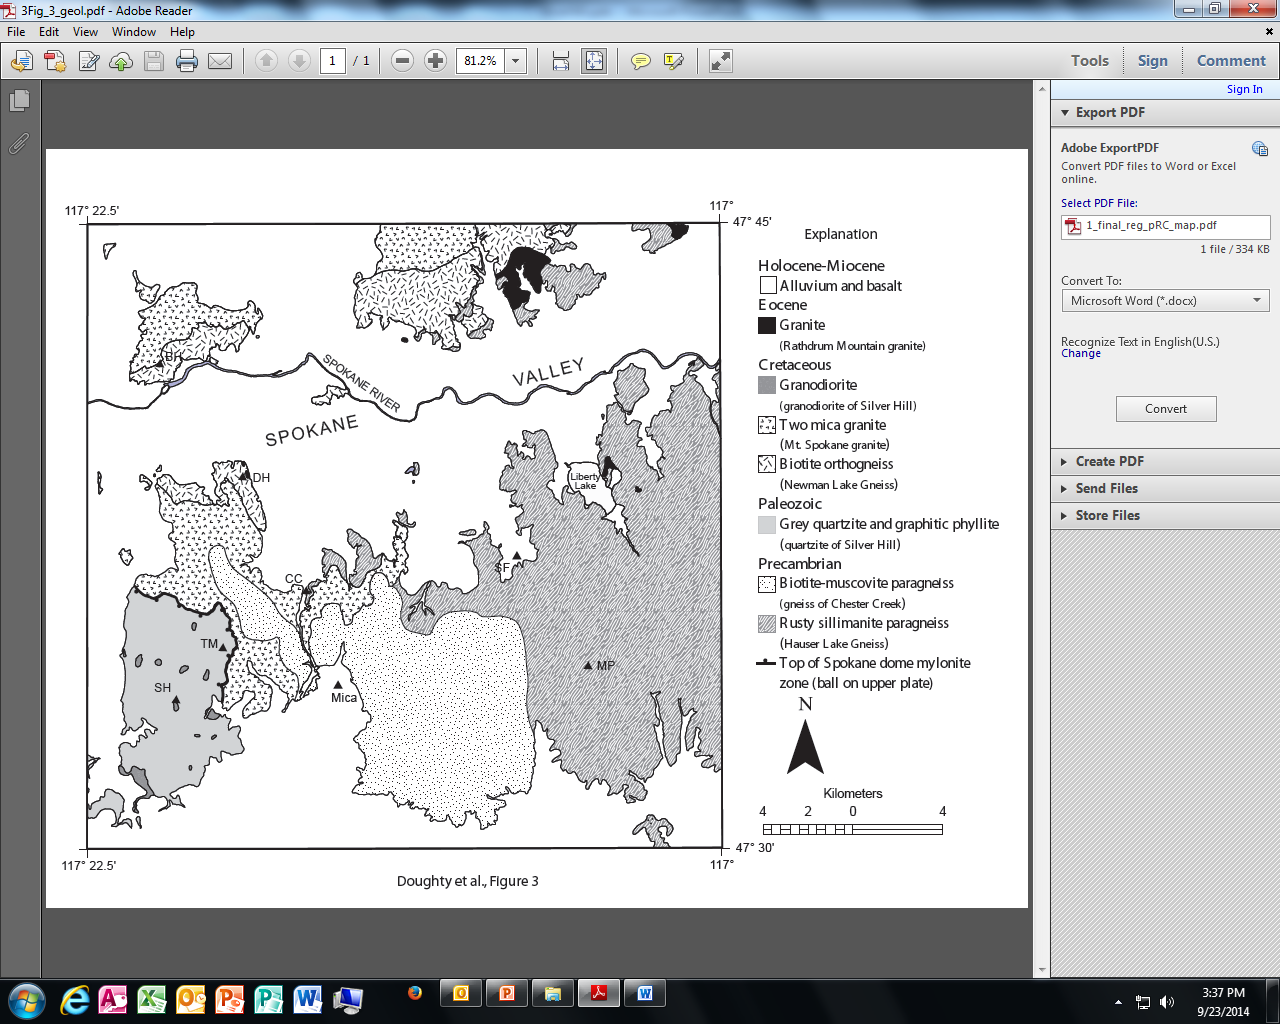 3Fig_3_geol.pdf - Adobe Reader
File Edit View Window Help
1 / 1 81.2% Tools Sign Comment
Sign In
Export PDF
Adobe ExportPDF
Convert PDF files to Word or Excel
online.
Select PDF File:
1_final_reg_pRC_map.pdf
1 file / 334 KB
Convert To:
Microsoft Word (*.docx)
Recognize Text in English(U.S.)
Change
Convert
Create PDF
Send Files
Store Files
117° 22.5'
117°
47° 45'
BH
SPOKANE RIVER
VALLEY
SPOKANE
DH
Liberty
Lake
SF
CC
TM
SH
Mica
MP
47° 30'
117° 22.5'
117°
Explanation
Holocene-Miocene
Alluvium and basalt
Eocene
Granite
(Rathdrum Mountain granite)
Cretaceous
Granodiorite
(granodiorite of Silver Hill)
Two mica granite
(Mt. Spokane granite)
Biotite orthogneiss
(Newman Lake Gneiss)
Paleozoic
Grey quartzite and graphitic phyllite
(quartzite of Silver Hill)
Precambrian
Biotite-muscovite paragneiss
(gneiss of Chester Creek)
Rusty sillimanite paragneiss
(Hauser Lake Gneiss)
Top of Spokane dome mylonite
zone (ball on upper plate)
N
Kilometers
4 2 0 4
Doughty et al., Figure 3
3:37 PM
9/23/2014